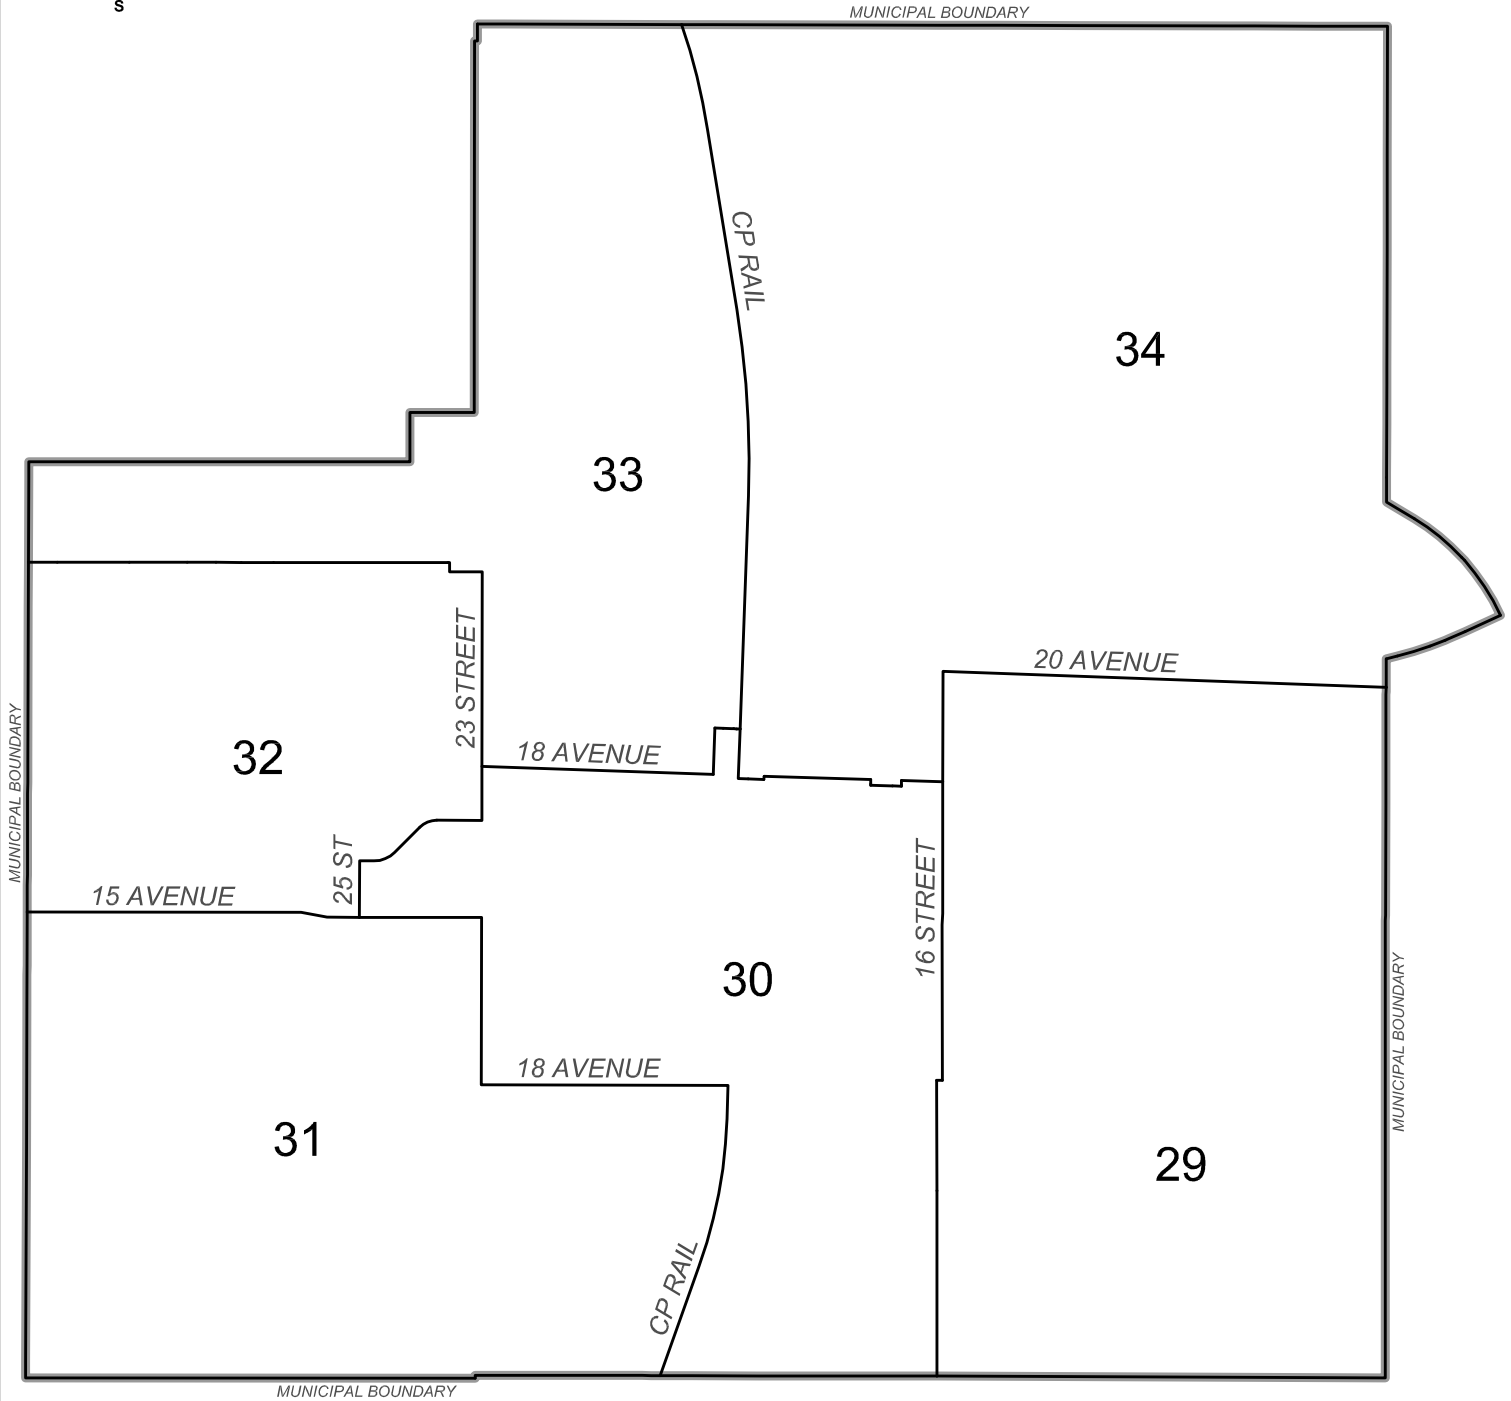 S
MUNICIPAL BOUNDARY
CP RAIL
34
33
20 AVENUE
23 STREET
18 AVENUE
32
MUNICIPAL BOUNDARY
25 ST
16 STREET
15 AVENUE
30
MUNICIPAL BOUNDARY
18 AVENUE
31
29
CP RAIL
MUNICIPAL BOUNDARY